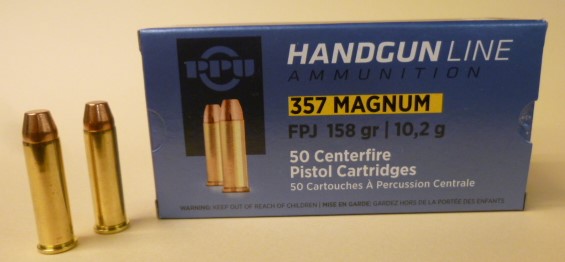 PPU
HANDGUN LINE
AMMUNITION
357 MAGNUM
FPJ 158 gr | 10,2 g
50 Centerfire
Pistol Cartridges
50 Cartouches À Percussion Centrale
WARNING: KEEP OUT OF REACH OF CHILDREN | MISE EN GARDE: GARDEZ HORS DE LA PORTÉE DES ENFANTS